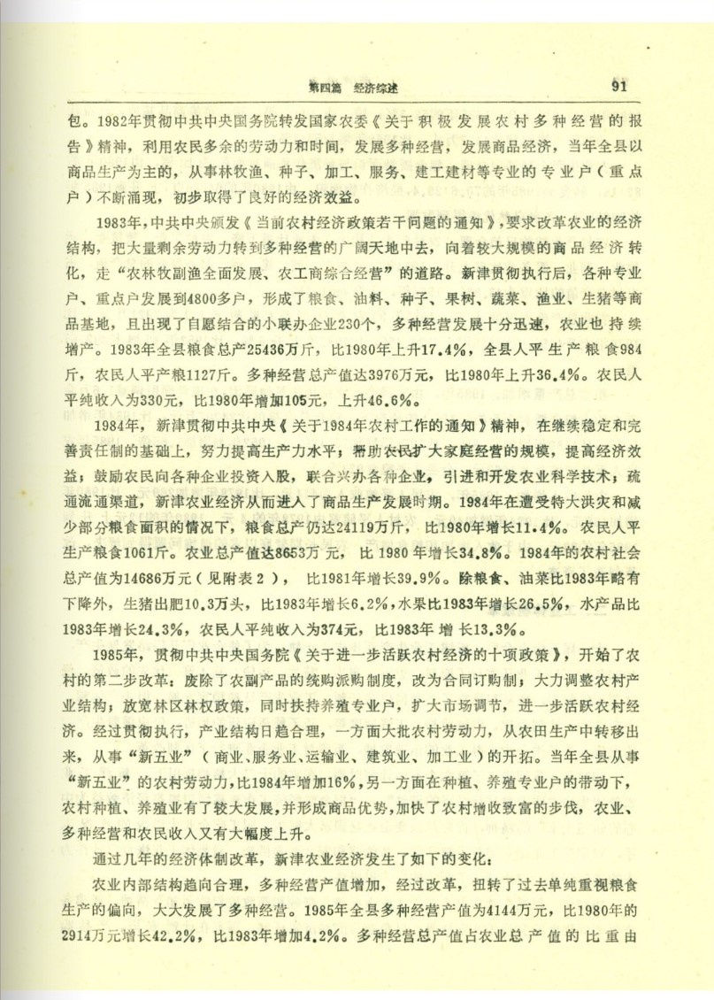 第四篇 经济综述 91
包。1982年贯彻中共中央国务院转发国家农委《关于积极发展农村多种经营的报
告》精神，利用农民多余的劳动力和时间，发展多种经营，发展商品经济，当年全县以
商品生产为主的，从事林牧渔、种子、加工、服务、建工建材等专业的专业户（重点
户）不断涌现，初步取得了良好的经济效益。
1983年，中共中央颁发《当前农村经济政策若干问题的通知》，要求改革农业的经济
结构，把大量剩余劳动力转到多种经营的广阔天地中去，向着较大规模的商品经济转
化，走“农林牧副渔全面发展、农工商综合经营”的道路。新津贯彻执行后，各种专业
户、重点户发展到4800多户，形成了粮食、油料、种子、果树、蔬菜、渔业、生猪等商
品基地，且出现了自愿结合的小联办企业230个，多种经营发展十分迅速，农业也持续
增产。1983年全县粮食总产25436万斤，比1980年上升17.4%，全县人平生产粮食984
斤，农民人平产粮1127斤。多种经营总产值达3976万元，比1980年上升36.4%。农民人
平纯收入为330元，比1980年增加105元，上升46.6%。
1984年，新津贯彻中共中央《关于1984年农村工作的通知》精神，在继续稳定和完
善责任制的基础上，努力提高生产力水平；帮助农民扩大家庭经营的规模，提高经济效
益；鼓励农民向各种企业投资入股，联合兴办各种企业，引进和开发农业科学技术；疏
通流通渠道，新津农业经济从而进入了商品生产发展时期。1984年在遭受特大洪灾和减
少部分粮食面积的情况下，粮食总产仍达24119万斤，比1980年增长11.4%。农民人平
生产粮食1061斤。农业总产值达8653万元，比1980年增长34.8%。1984年的农村社会
总产值为14686万元（见附表2），比1981年增长39.9%。除粮食、油菜比1983年略有
下降外，生猪出肥10.3万头，比1983年增长6.2%，水果比1983年增长26.5%，水产品比
1983年增长24.3%，农民人平纯收入为374元，比1983年增长13.3%。
1985年，贯彻中共中央国务院《关于进一步活跃农村经济的十项政策》，开始了农
村的第二步改革：废除了农副产品的统购派购制度，改为合同订购制；大力调整农村产
业结构；放宽林区林权政策，同时扶持养殖专业户，扩大市场调节，进一步活跃农村经
济。经过贯彻执行，产业结构日趋合理，一方面大批农村劳动力，从农田生产中转移出
来，从事“新五业”（商业、服务业、运输业、建筑业、加工业）的开拓。当年全县从事
“新五业”的农村劳动力，比1984年增加16%，另一方面在种植、养殖专业户的带动下，
农村种植、养殖业有了较大发展，并形成商品优势，加快了农村增收致富的步伐，农业、
多种经营和农民收入又有大幅度上升。
通过几年的经济体制改革，新津农业经济发生了如下的变化：
农业内部结构趋向合理，多种经营产值增加，经过改革，扭转了过去单纯重视粮食
生产的偏向，大大发展了多种经营。1985年全县多种经营产值为4144万元，比1980年的
2914万元增长42.2%，比1983年增加4.2%。多种经营总产值占农业总产值的比重由